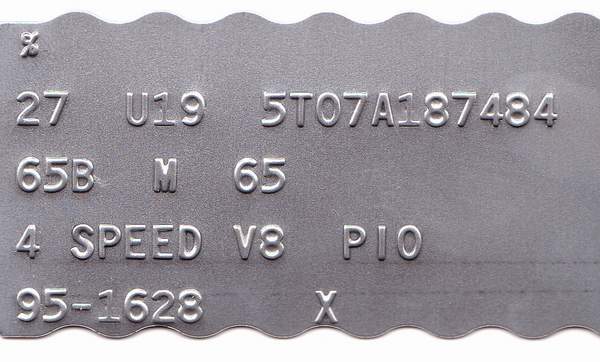 %
27 U19 5T07A187484
65B M 65
4 SPEED V8 PIO
95-1628 X